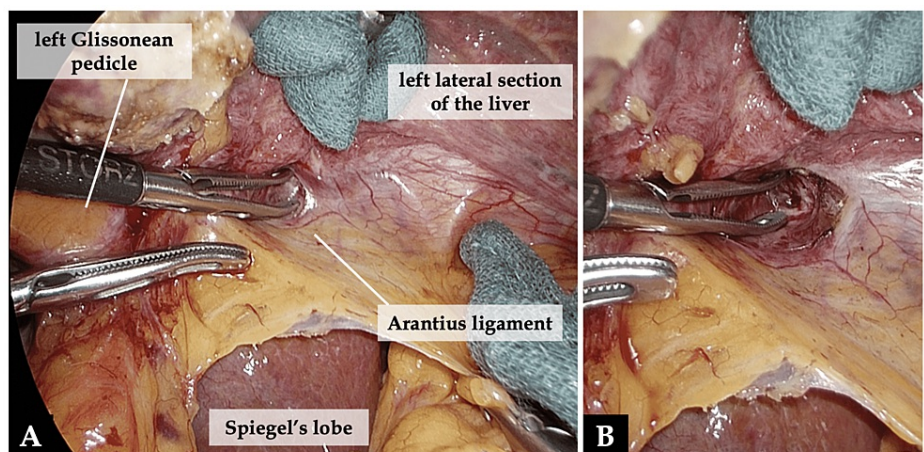 left Glissonean
pedicle
left lateral section
of the liver
STORZ
Arantius ligament
Spiegel's lobe
A
B